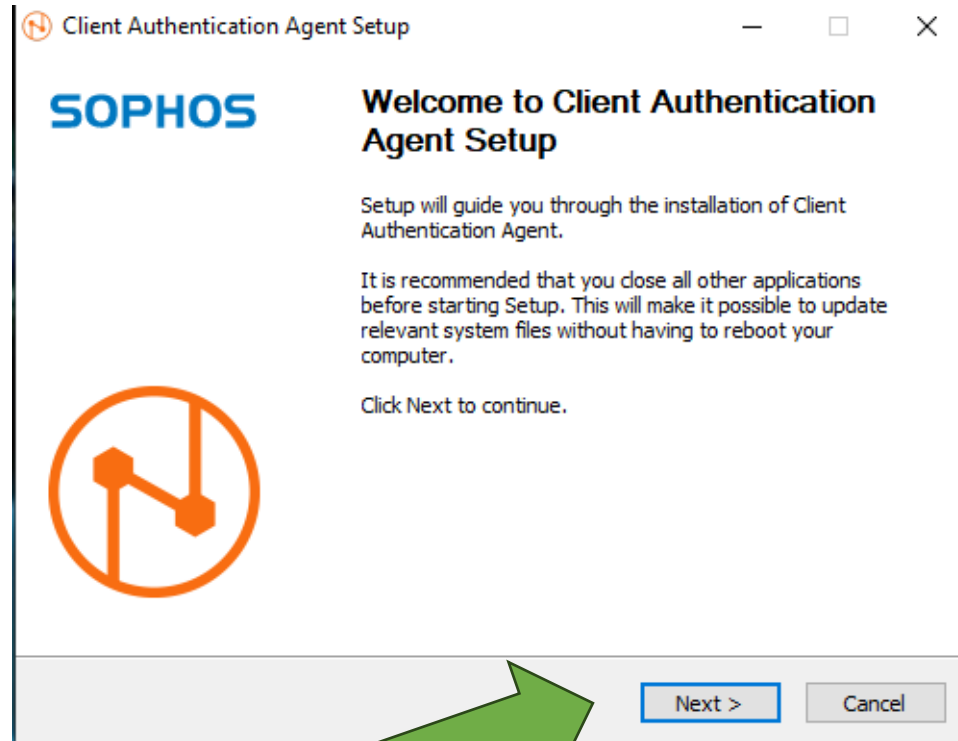 Client Authentication Agent Setup
SOPHOS
Welcome to Client Authentication
Agent Setup
Setup will guide you through the installation of Client
Authentication Agent.
It is recommended that you close all other applications
before starting Setup. This will make it possible to update
relevant system files without having to reboot your
computer.
Click Next to continue.
Next >
Cancel